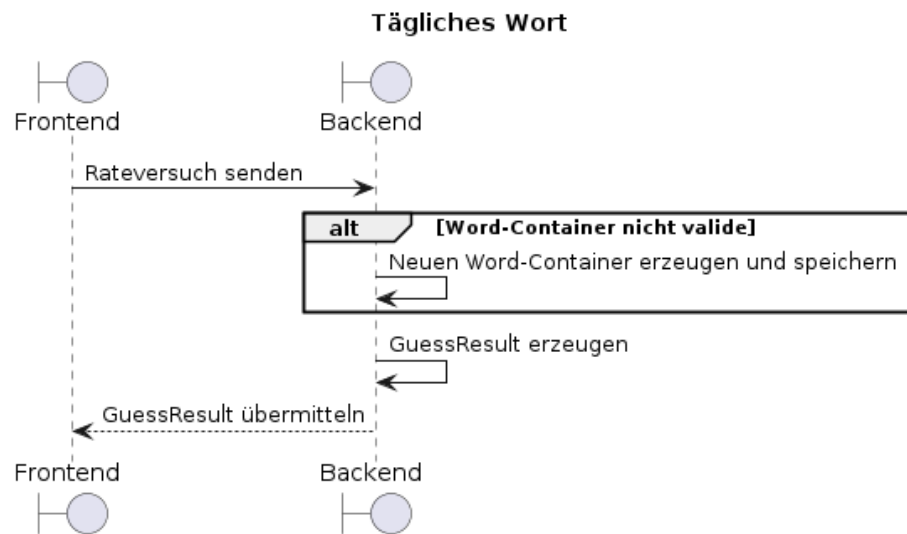 Tägliches Wort
Frontend Backend
Rateversuch senden
alt [Word-Container nicht valide]
Neuen Word-Container erzeugen und speichern
GuessResult erzeugen
GuessResult übermitteln
Frontend Backend